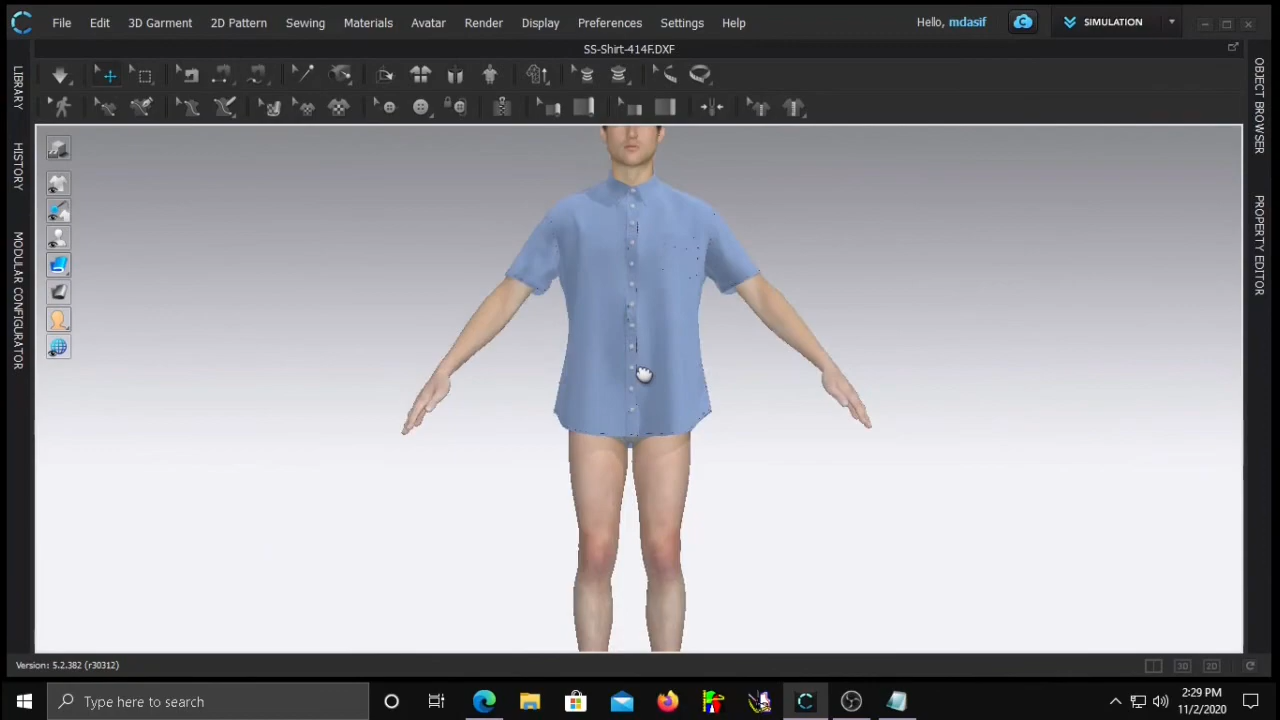 File Edit 3D Garment 2D Pattern Sewing Materials Avatar Render Display Preferences Settings Help Hello, mdasif SIMULATION
SS-Shirt-414F.DXF
LIBRARY
HISTORY
MODULAR CONFIGURATOR
OBJECT BROWSER
PROPERTY EDITOR
Version: 5.2.382 (r30312)
3D 2D
Type here to search
2:29 PM
11/2/2020